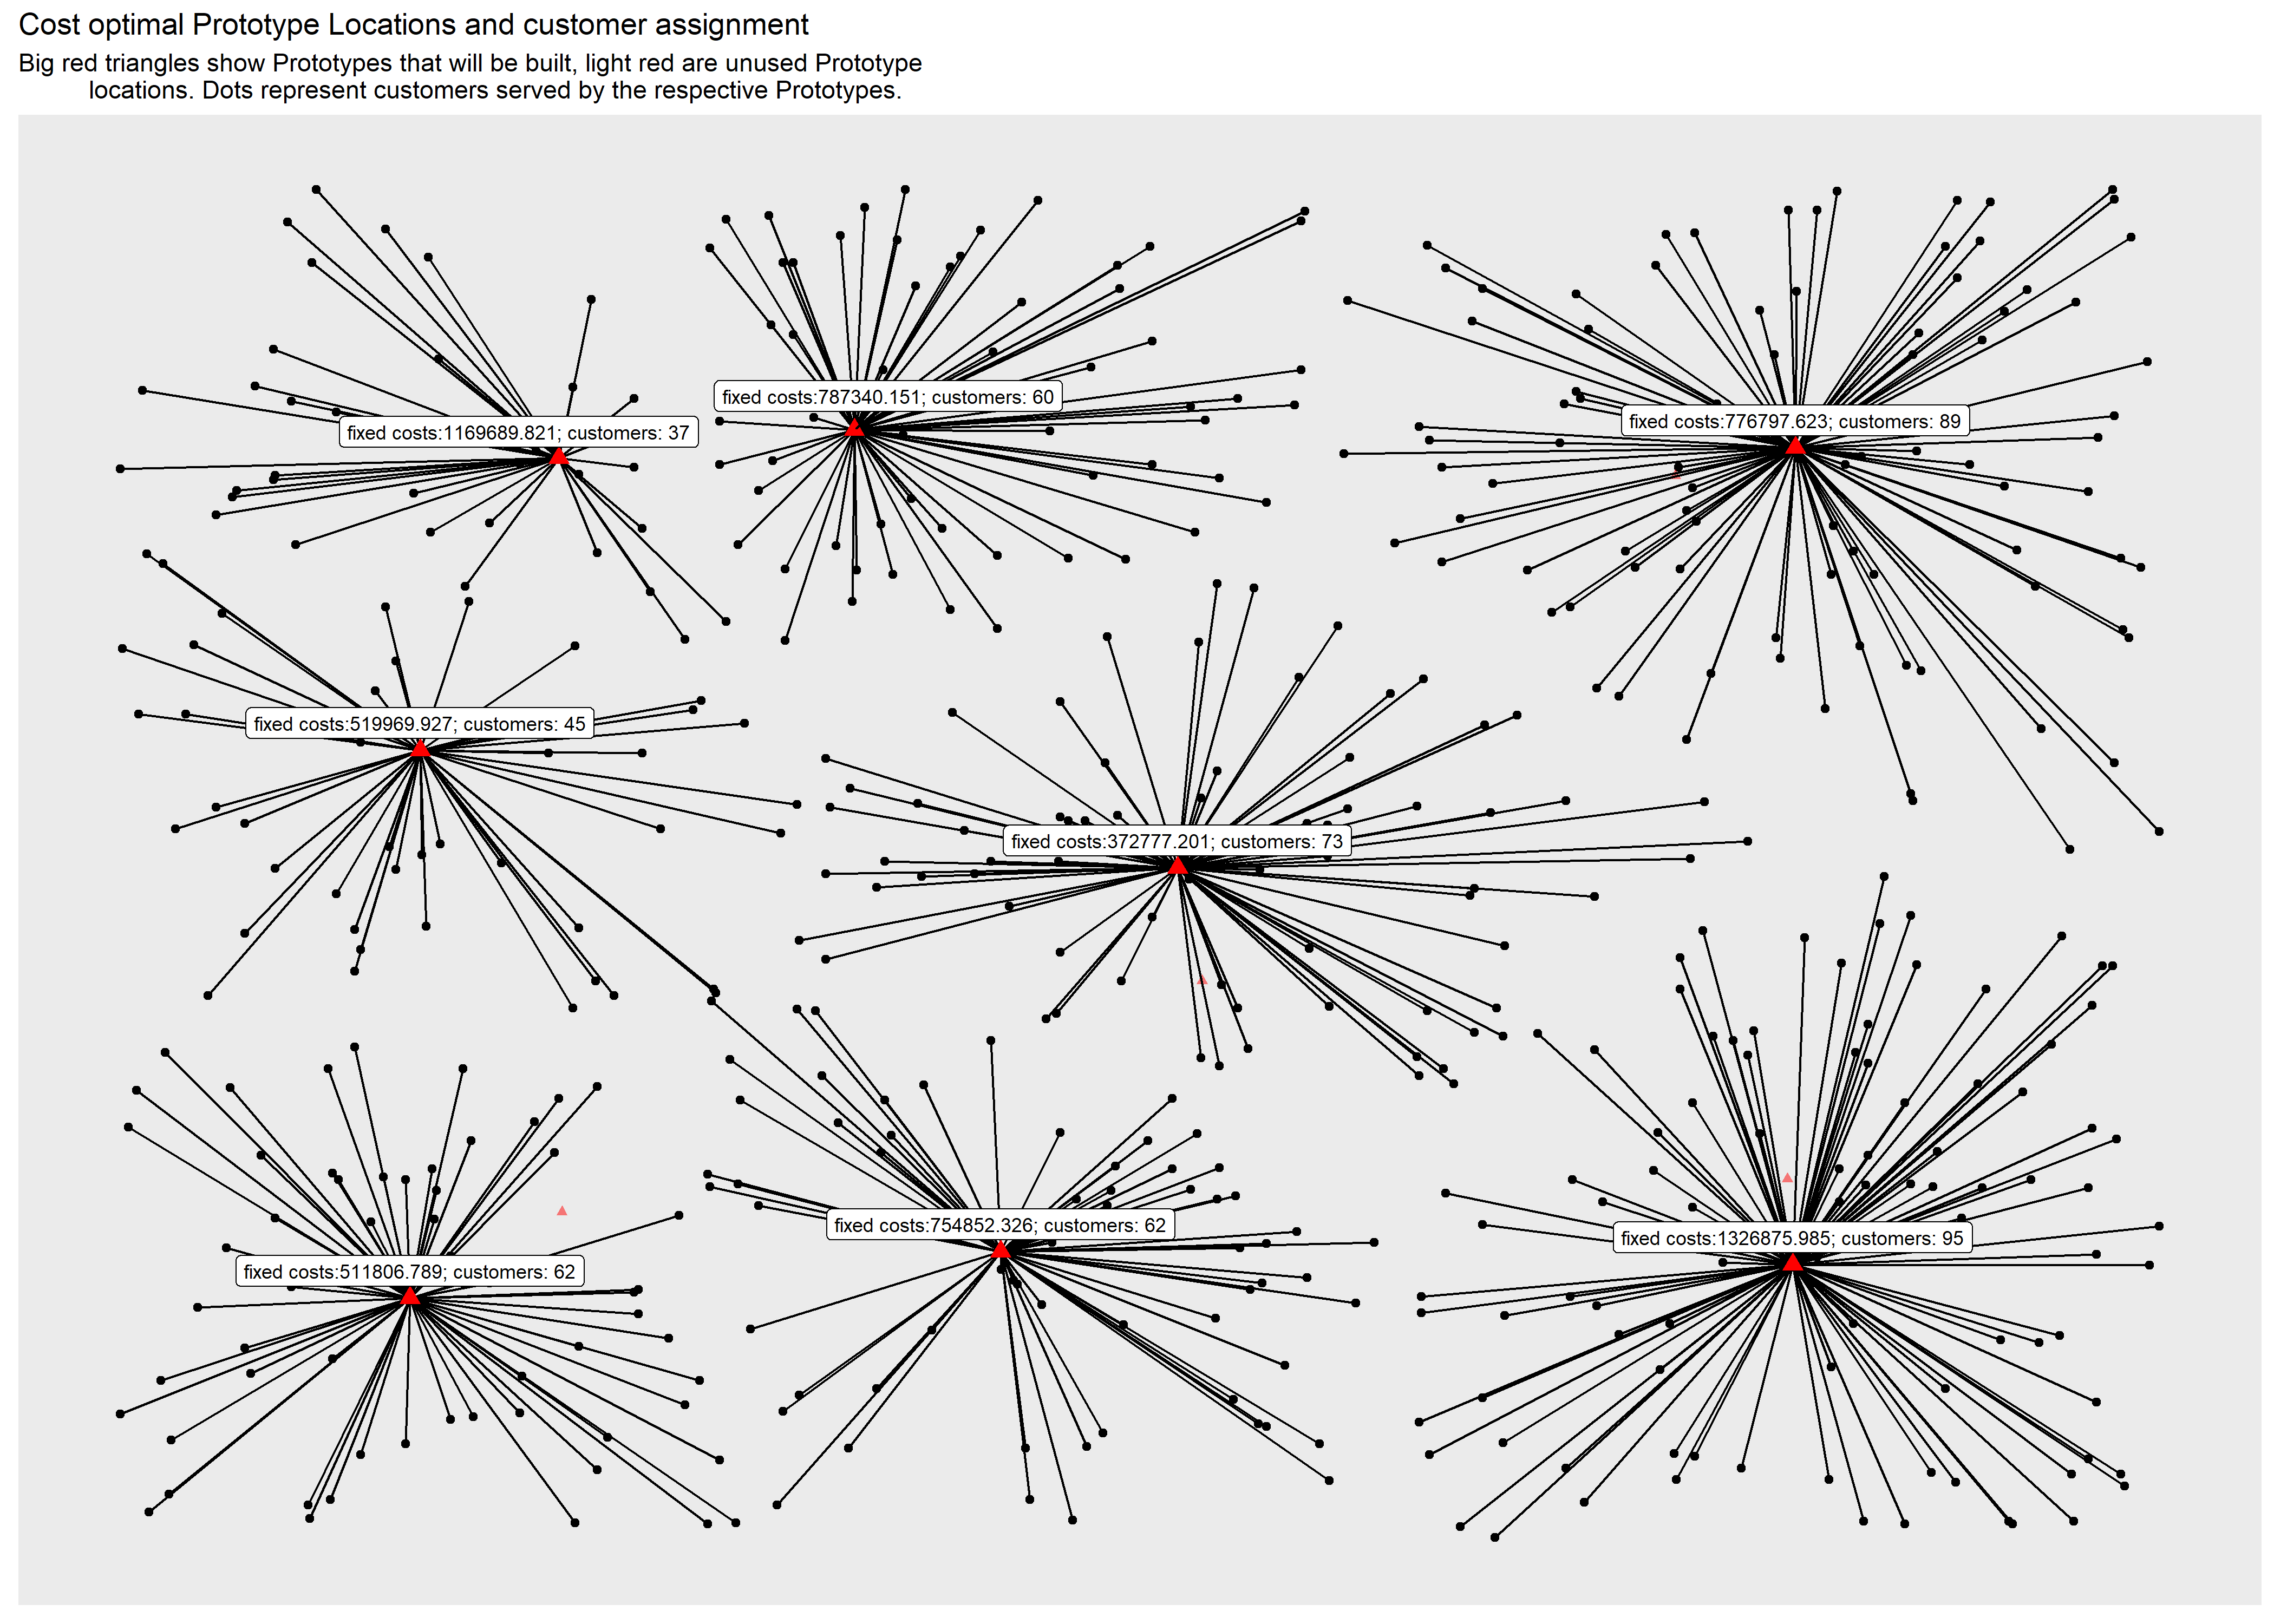 Cost optimal Prototype Locations and customer assignment
Big red triangles show Prototypes that will be built, light red are unused Prototype
locations. Dots represent customers served by the respective Prototypes.
fixed costs:787340.151; customers: 60
fixed costs:776797.623; customers: 89
fixed costs:1169689.821; customers: 37
fixed costs:519969.927; customers: 45
fixed costs:372777.201; customers: 73
fixed costs:754852.326; customers: 62
fixed costs:1326875.985; customers: 95
fixed costs:511806.789; customers: 62